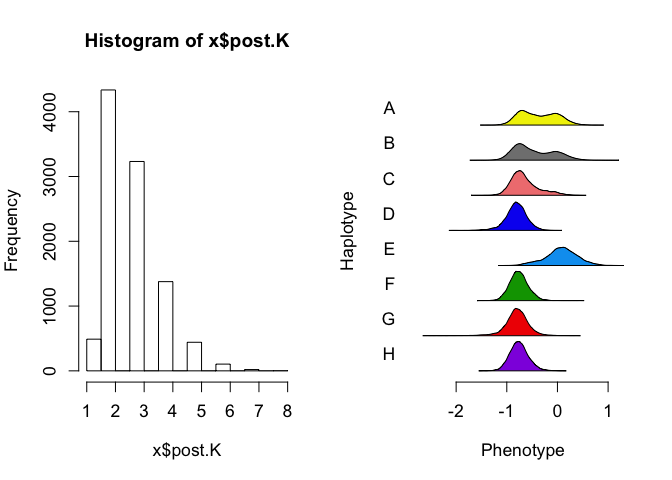 Histogram of x$post.K
Frequency
0
1000
2000
3000
4000
1 2 3 4 5 6 7 8
x$post.K
Haplotype
A
B
C
D
E
F
G
H
-2 -1 0 1
Phenotype